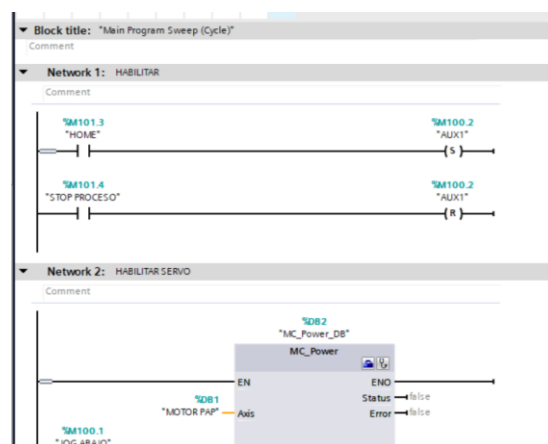 Block title: "Main Program Sweep (Cycle)"
Comment
Network 1: HABILITAR
Comment
%M101.3
"HOME"
%M100.2
"AUX1"
S
%M101.4
"STOP PROCESO"
%M100.2
"AUX1"
R
Network 2: HABILITAR SERVO
Comment
%DB2
"MC_Power_DB"
MC_Power
EN
ENO
Status
false
%DB1
"MOTOR PAP"
Axis
Error
false
%M100.1
"JOG ABAJO"